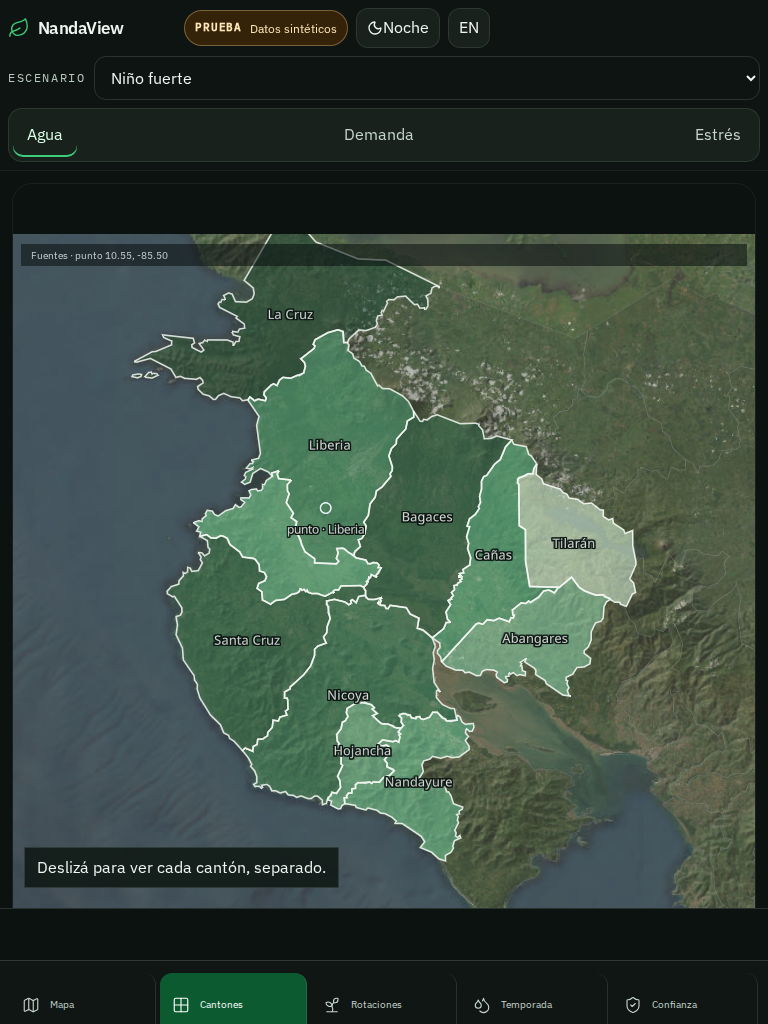 NandaView
PRUEBA Datos sintéticos
Noche
EN
ESCENARIO
Niño fuerte
Agua
Demanda
Estrés
Fuentes · punto 10.55, -85.50
La Cruz
Liberia
Bagaces
punto · Liberia
Tilarán
Cañas
Santa Cruz
Abangares
Nicoya
Hojancha
Nandayure
Deslizá para ver cada cantón, separado.
Mapa
Cantones
Rotaciones
Temporada
Confianza